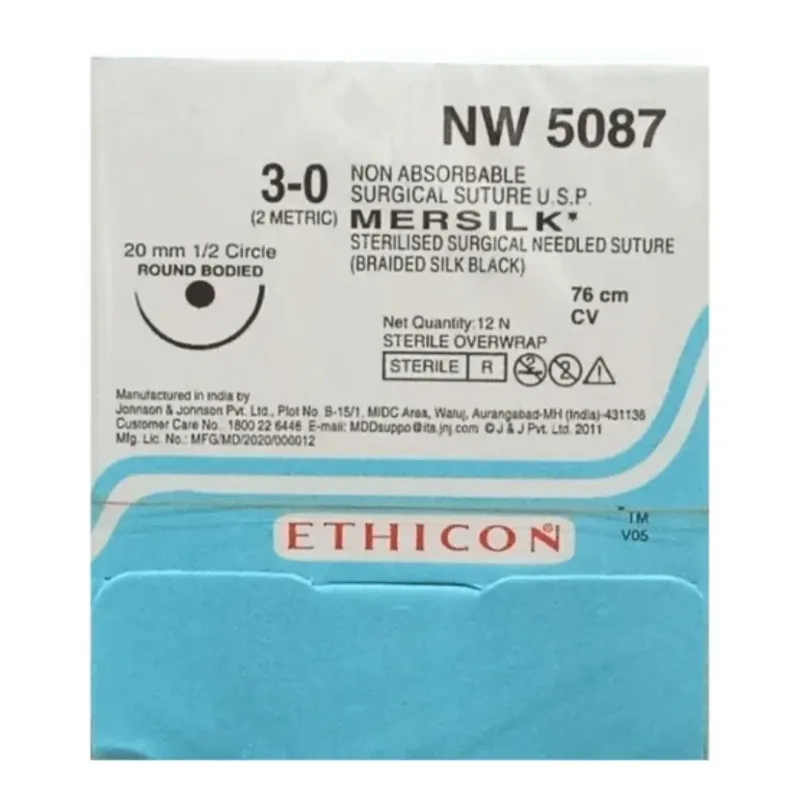 NW 5087
3-0
(2 METRIC)
NON ABSORBABLE
SURGICAL SUTURE U.S.P.
MERSILK*
STERILISED SURGICAL NEEDLED SUTURE
(BRAIDED SILK BLACK)
20 mm 1/2 Circle
ROUND BODIED
76 cm
CV
Net Quantity:12 N
STERILE OVERWRAP
STERILE R
2 2
Manufactured in India by
Johnson & Johnson Pvt. Ltd., Plot No. B-15/1, MIDC Area, Waluj, Aurangabad-MH (India)-431136
Customer Care No.. 1800 22 6446 E-mail: MDDsuppo@its.jnj.com © J & J Pvt. Ltd. 2011
Mfg. Lic. No.: MFG/MD/2020/000012
ETHICON®
*TM
V05